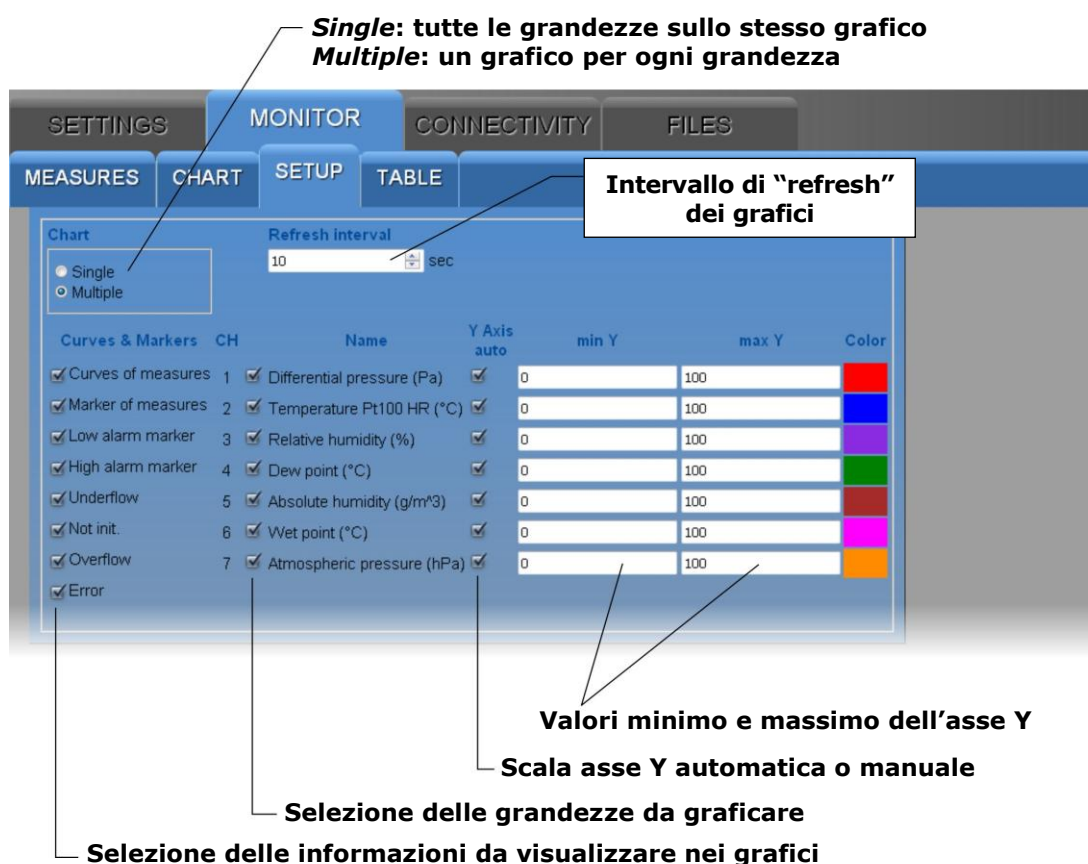 Single: tutte le grandezze sullo stesso grafico
Multiple: un grafico per ogni grandezza
SETTINGS MONITOR CONNECTIVITY FILES
MEASURES CHART SETUP TABLE
Intervallo di “refresh”
dei grafici
Chart Refresh interval
10 sec
Single
Multiple
Curves & Markers CH Name Y Axis auto min Y max Y Color
Curves of measures 1 Differential pressure (Pa) 0 100
Marker of measures 2 Temperature Pt100 HR (°C) 0 100
Low alarm marker 3 Relative humidity (%) 0 100
High alarm marker 4 Dew point (°C) 0 100
Underflow 5 Absolute humidity (g/m^3) 0 100
Not init. 6 Wet point (°C) 0 100
Overflow 7 Atmospheric pressure (hPa) 0 100
Error
Valori minimo e massimo dell’asse Y
Scala asse Y automatica o manuale
Selezione delle grandezze da graficare
Selezione delle informazioni da visualizzare nei grafici